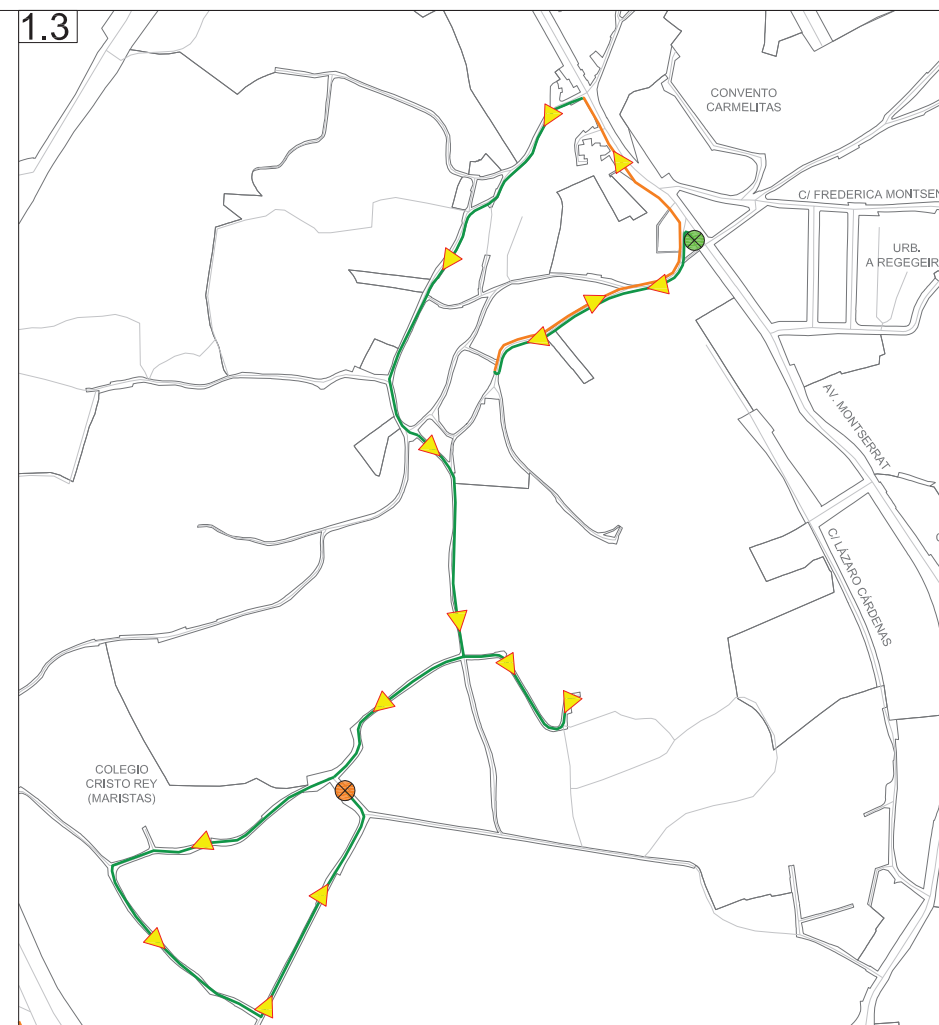 1.3
CONVENTO
CARMELITAS
C/ FREDERICA MONTSEN
URB.
A REGEGEIR
AV. MONTSERRAT
C/ LÁZARO CÁRDENAS
COLEGIO
CRISTO REY
(MARISTAS)